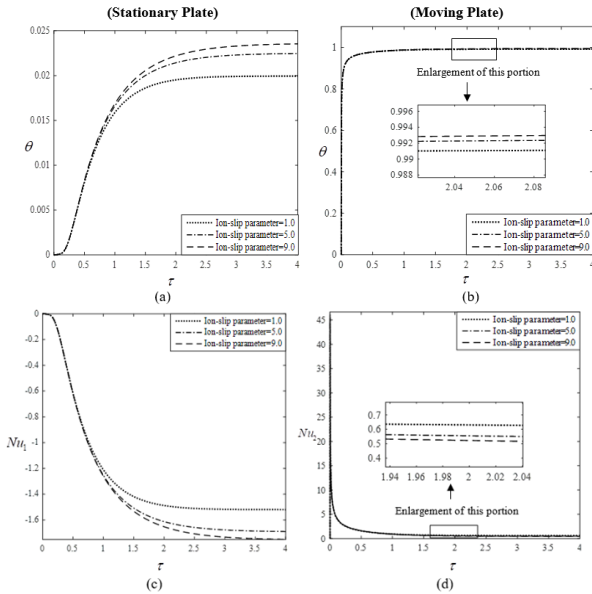 (Stationary Plate)
(Moving Plate)
0.025
0.02
0.015
0.01
0.005
0
θ
0 0.5 1 1.5 2 2.5 3 3.5 4
τ
Ion-slip parameter=1.0
Ion-slip parameter=5.0
Ion-slip parameter=9.0
(a)
1
0.8
0.6
0.4
0.2
0
θ
Enlargement of this portion
0.996
0.994
0.992
0.99
0.988
2.04 2.06 2.08
Ion-slip parameter=1.0
Ion-slip parameter=5.0
Ion-slip parameter=9.0
0 0.5 1 1.5 2 2.5 3 3.5 4
τ
(b)
0
-0.2
-0.4
-0.6
-0.8
-1
-1.2
-1.4
-1.6
Nu1
Ion-slip parameter=1.0
Ion-slip parameter=5.0
Ion-slip parameter=9.0
0 0.5 1 1.5 2 2.5 3 3.5 4
τ
(c)
45
40
35
30
25
20
15
10
5
0
Nu2
Ion-slip parameter=1.0
Ion-slip parameter=5.0
Ion-slip parameter=9.0
0.7
0.6
0.5
0.4
1.94 1.96 1.98 2 2.02 2.04
Enlargement of this portion
0 0.5 1 1.5 2 2.5 3 3.5 4
τ
(d)